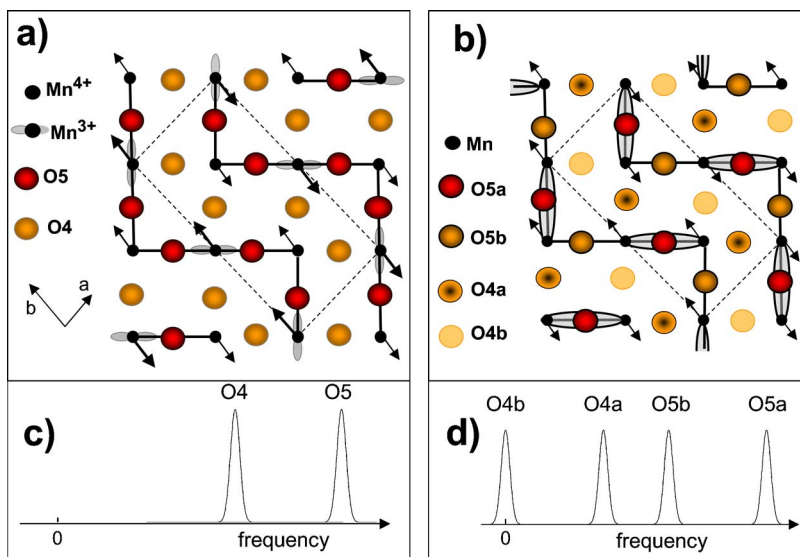 a)
Mn4+
Mn3+
O5
O4
b
a
b)
Mn
O5a
O5b
O4a
O4b
c)
O4
O5
0
frequency
d)
O4b
O4a
O5b
O5a
0
frequency